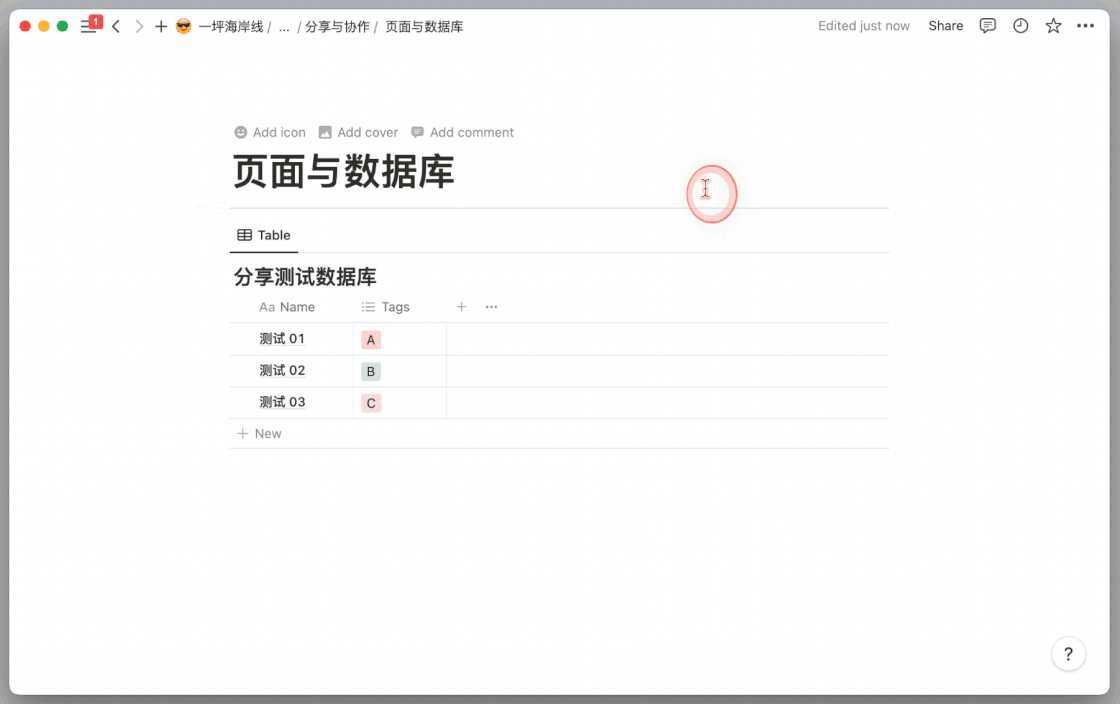 1 一坪海岸线 / ... / 分享与协作 / 页面与数据库 Edited just now Share
Add icon Add cover Add comment
页面与数据库
Table
分享测试数据库
Aa Name Tags
测试 01 A
测试 02 B
测试 03 C
New
?